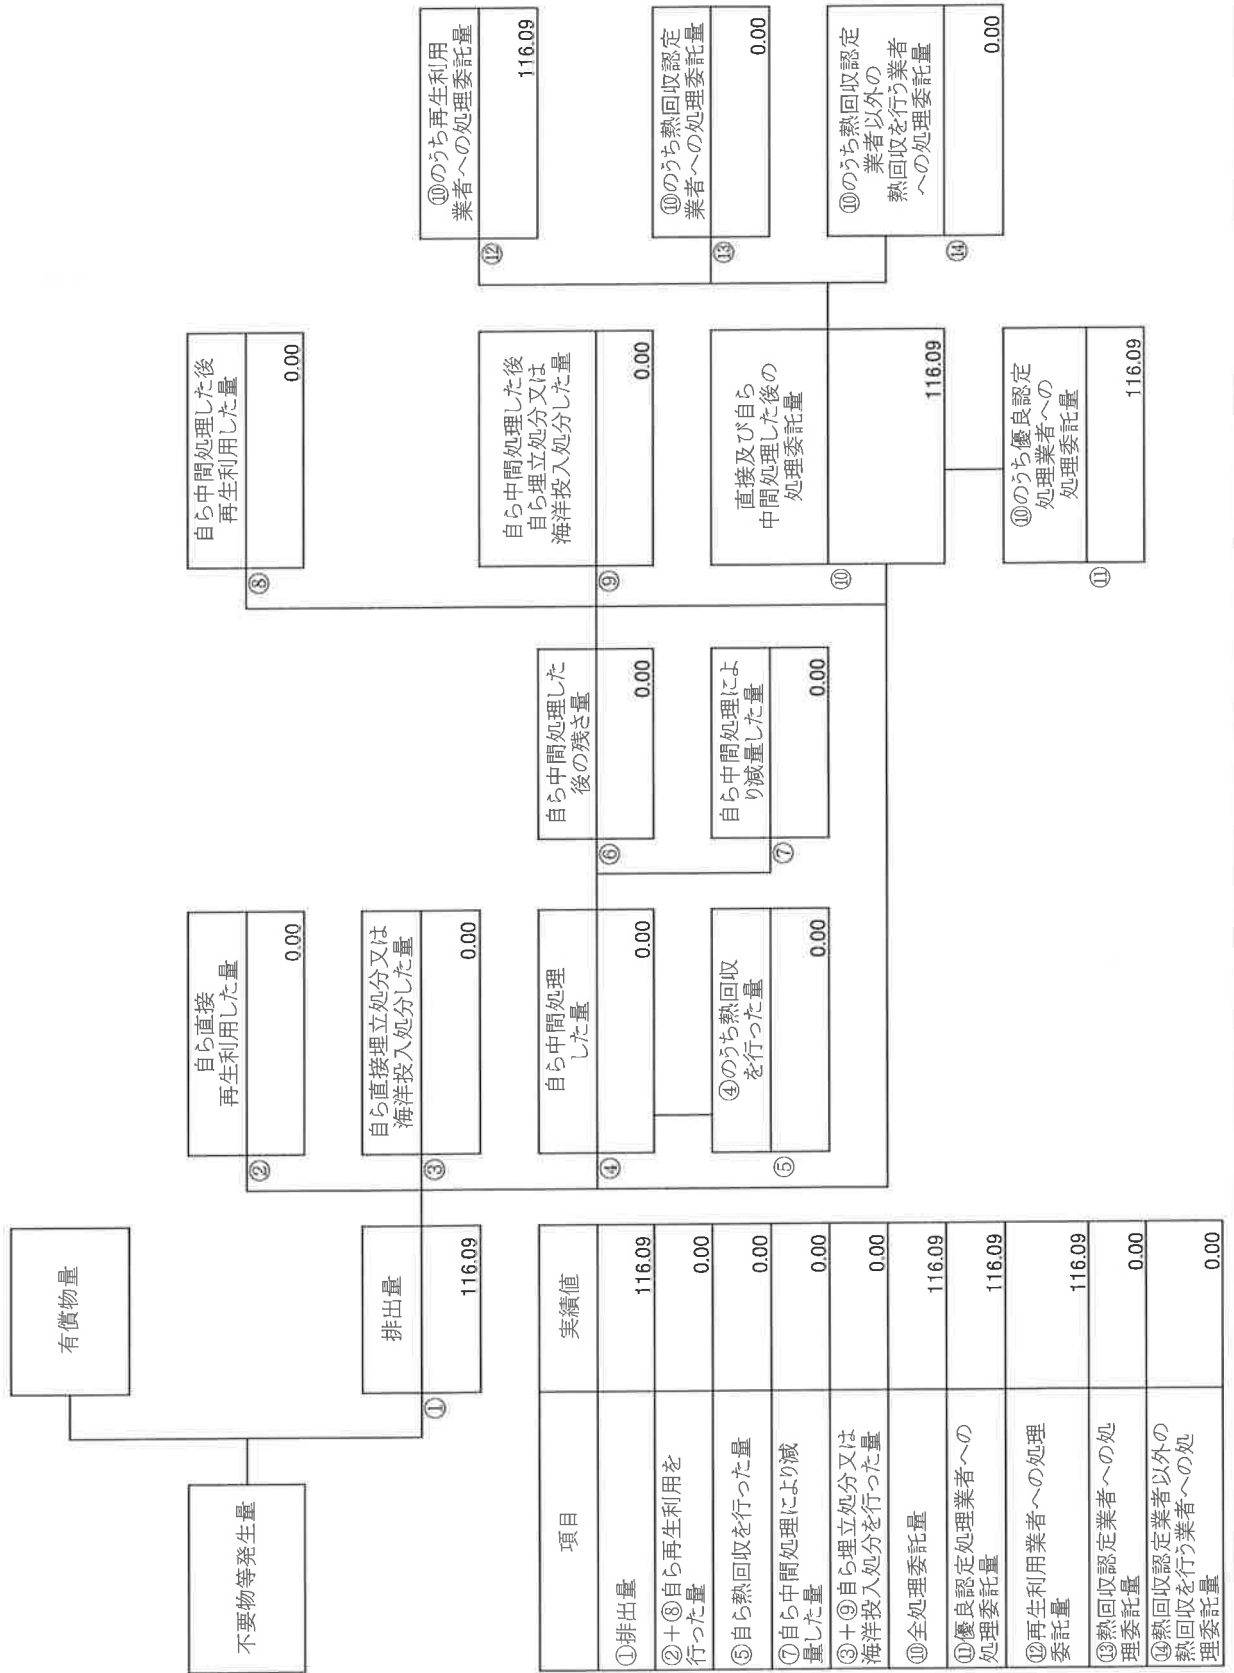 不要物等発生量
有償物量
①
排出量
116.09
②
自ら直接
再生利用した量
0.00
③
自ら直接埋立処分又は
海洋投入処分した量
0.00
④
自ら中間処理
した量
0.00
⑤
④のうち熱回収
を行った量
0.00
⑥
自ら中間処理した
後の残さ量
0.00
⑦
自ら中間処理によ
り減量した量
0.00
⑧
自ら中間処理した後
再生利用した量
0.00
⑨
自ら中間処理した後
自ら埋立処分又は
海洋投入処分した量
0.00
⑩
直接及び自ら
中間処理した後の
処理委託量
116.09
⑪
⑩のうち優良認定
処理業者への
処理委託量
116.09
⑫
⑩のうち再生利用
業者への処理委託量
116.09
⑬
⑩のうち熱回収認定
業者への処理委託量
0.00
⑭
⑩のうち熱回収認定
業者以外の
熱回収を行う業者
への処理委託量
0.00
項目 実績値
①排出量 116.09
②+⑧自ら再生利用を
行った量 0.00
⑤自ら熱回収を行った量 0.00
⑦自ら中間処理により減
量した量 0.00
③+⑨自ら埋立処分又は
海洋投入処分を行った量 0.00
⑩全処理委託量 116.09
⑪優良認定処理業者への
処理委託量 116.09
⑫再生利用業者への処理
委託量 116.09
⑬熱回収認定業者への処
理委託量 0.00
⑭熱回収認定業者以外の
熱回収を行う業者への処
理委託量 0.00